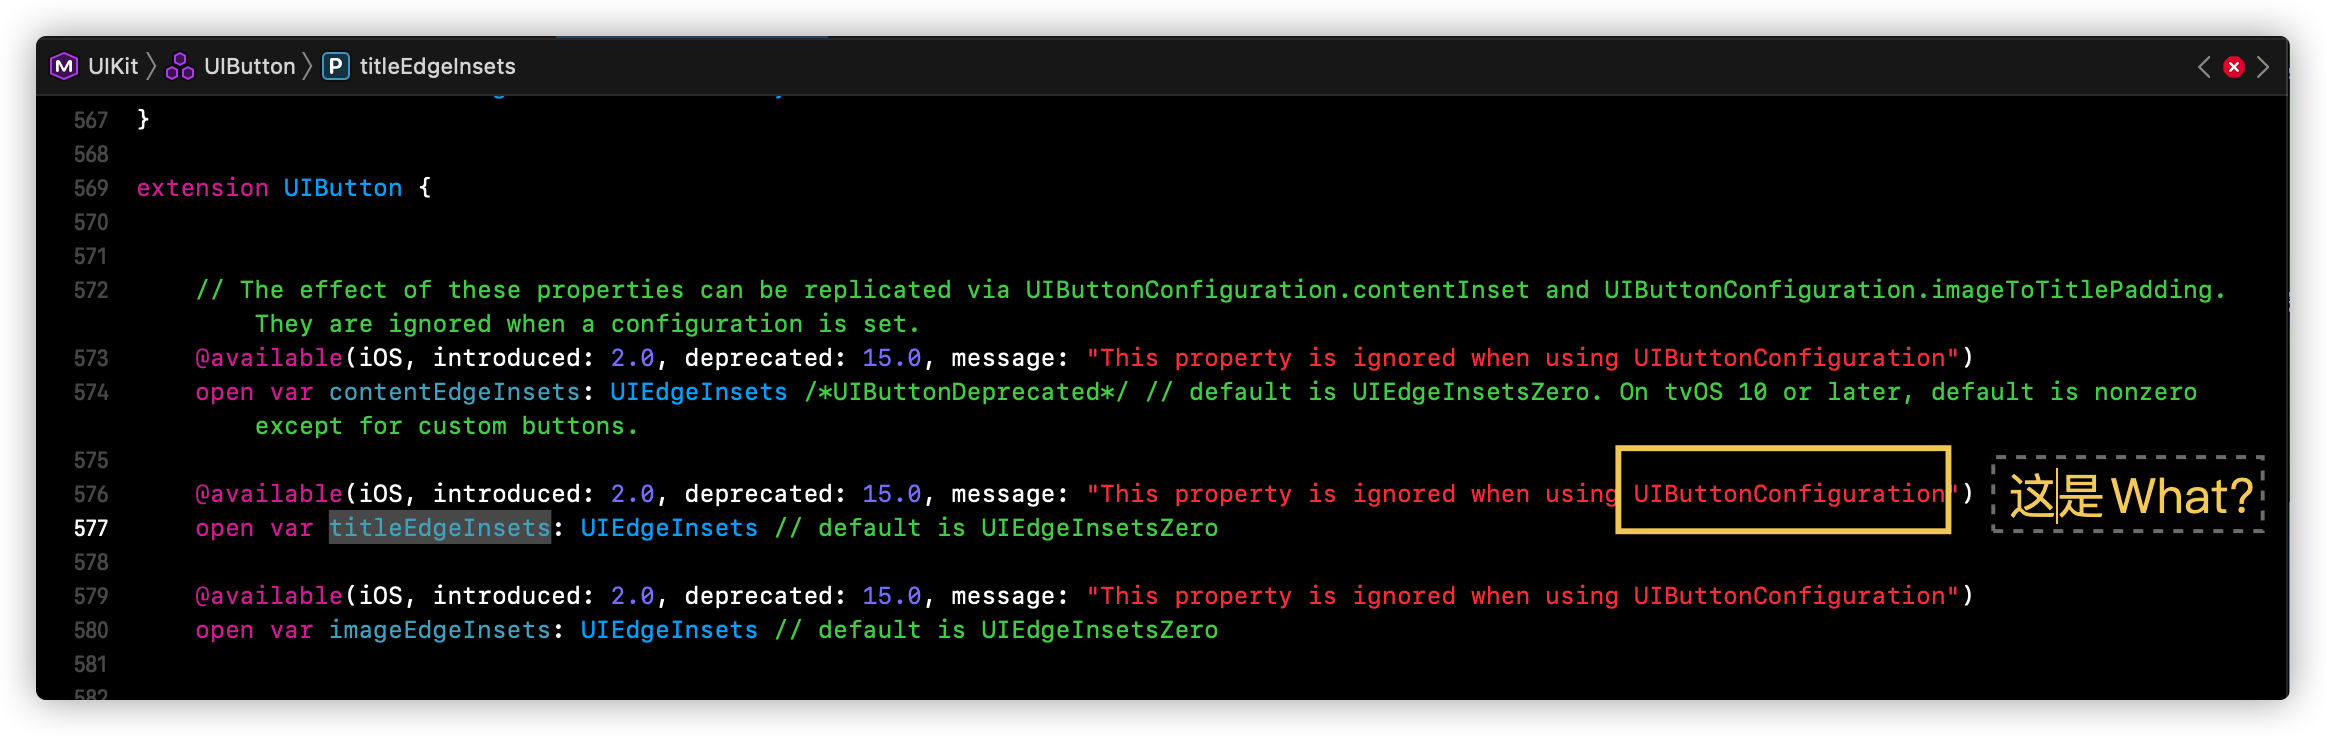 UIKit 〉 UIButton 〉 P titleEdgeInsets
567 }
568
569 extension UIButton {
570
571
572 // The effect of these properties can be replicated via UIButtonConfiguration.contentInset and UIButtonConfiguration.imageToTitlePadding.
They are ignored when a configuration is set.
573 @available(iOS, introduced: 2.0, deprecated: 15.0, message: "This property is ignored when using UIButtonConfiguration")
574 open var contentEdgeInsets: UIEdgeInsets /*UIButtonDeprecated*/ // default is UIEdgeInsetsZero. On tvOS 10 or later, default is nonzero
except for custom buttons.
575
576 @available(iOS, introduced: 2.0, deprecated: 15.0, message: "This property is ignored when using UIButtonConfiguration") 这是What?
577 open var titleEdgeInsets: UIEdgeInsets // default is UIEdgeInsetsZero
578
579 @available(iOS, introduced: 2.0, deprecated: 15.0, message: "This property is ignored when using UIButtonConfiguration")
580 open var imageEdgeInsets: UIEdgeInsets // default is UIEdgeInsetsZero
581
582